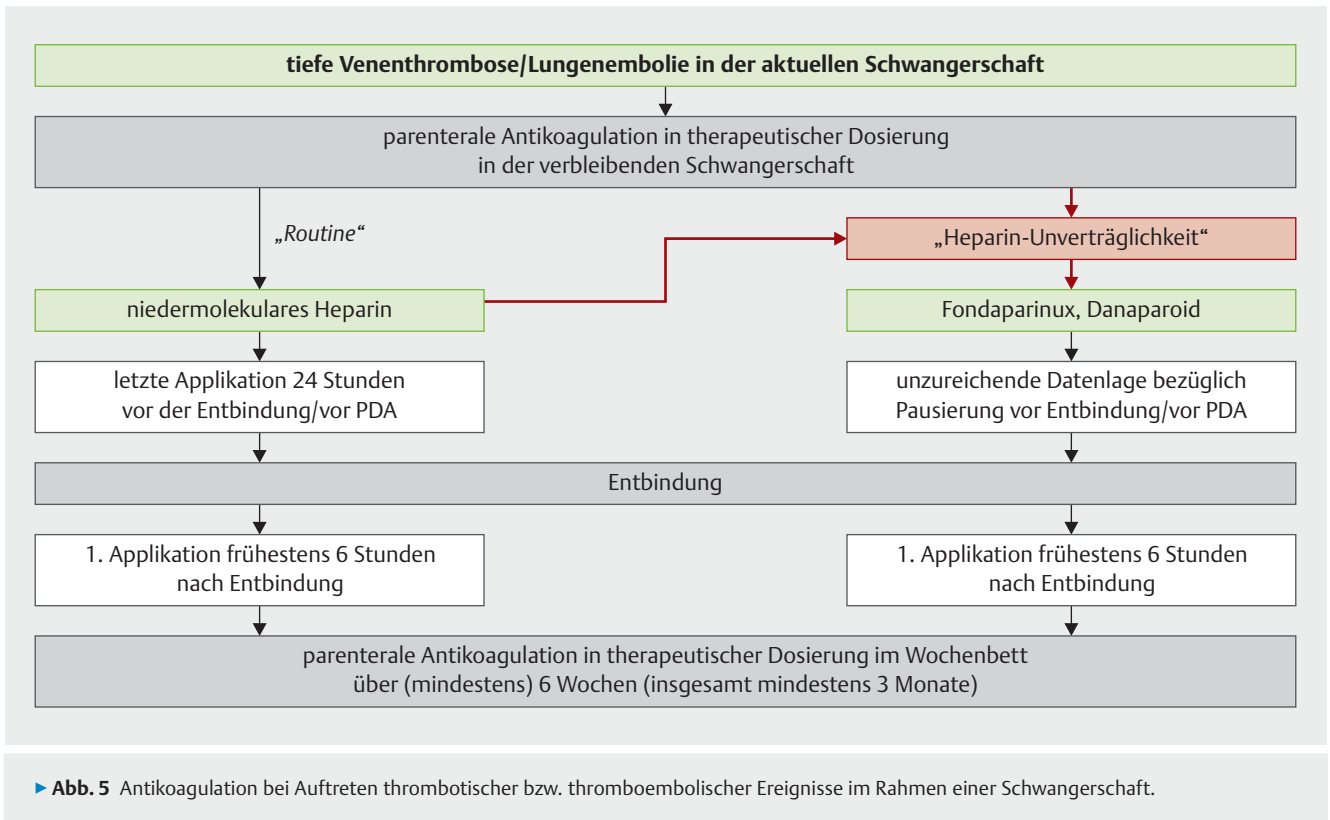 tiefe Venenthrombose/Lungenembolie in der aktuellen Schwangerschaft
parenterale Antikoagulation in therapeutischer Dosierung
in der verbleibenden Schwangerschaft
„Routine“
„Heparin-Unverträglichkeit“
niedermolekulares Heparin
Fondaparinux, Danaparoid
letzte Applikation 24 Stunden
vor der Entbindung/vor PDA
unzureichende Datenlage bezüglich
Pausierung vor Entbindung/vor PDA
Entbindung
1. Applikation frühestens 6 Stunden
nach Entbindung
1. Applikation frühestens 6 Stunden
nach Entbindung
parenterale Antikoagulation in therapeutischer Dosierung im Wochenbett
über (mindestens) 6 Wochen (insgesamt mindestens 3 Monate)
▶ Abb. 5 Antikoagulation bei Auftreten thrombotischer bzw. thromboembolischer Ereignisse im Rahmen einer Schwangerschaft.